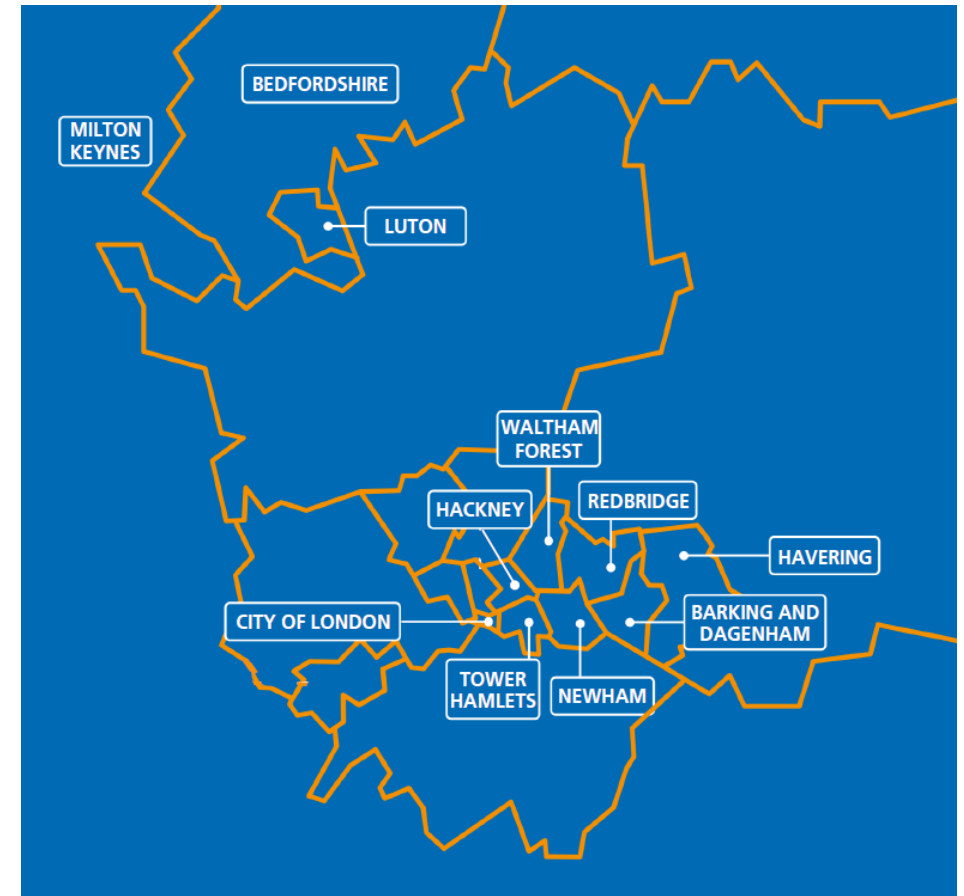 BEDFORDSHIRE
MILTON
KEYNES
LUTON
WALTHAM
FOREST
REDBRIDGE
HACKNEY
HAVERING
CITY OF LONDON
BARKING AND
DAGENHAM
TOWER
HAMLETS
NEWHAM